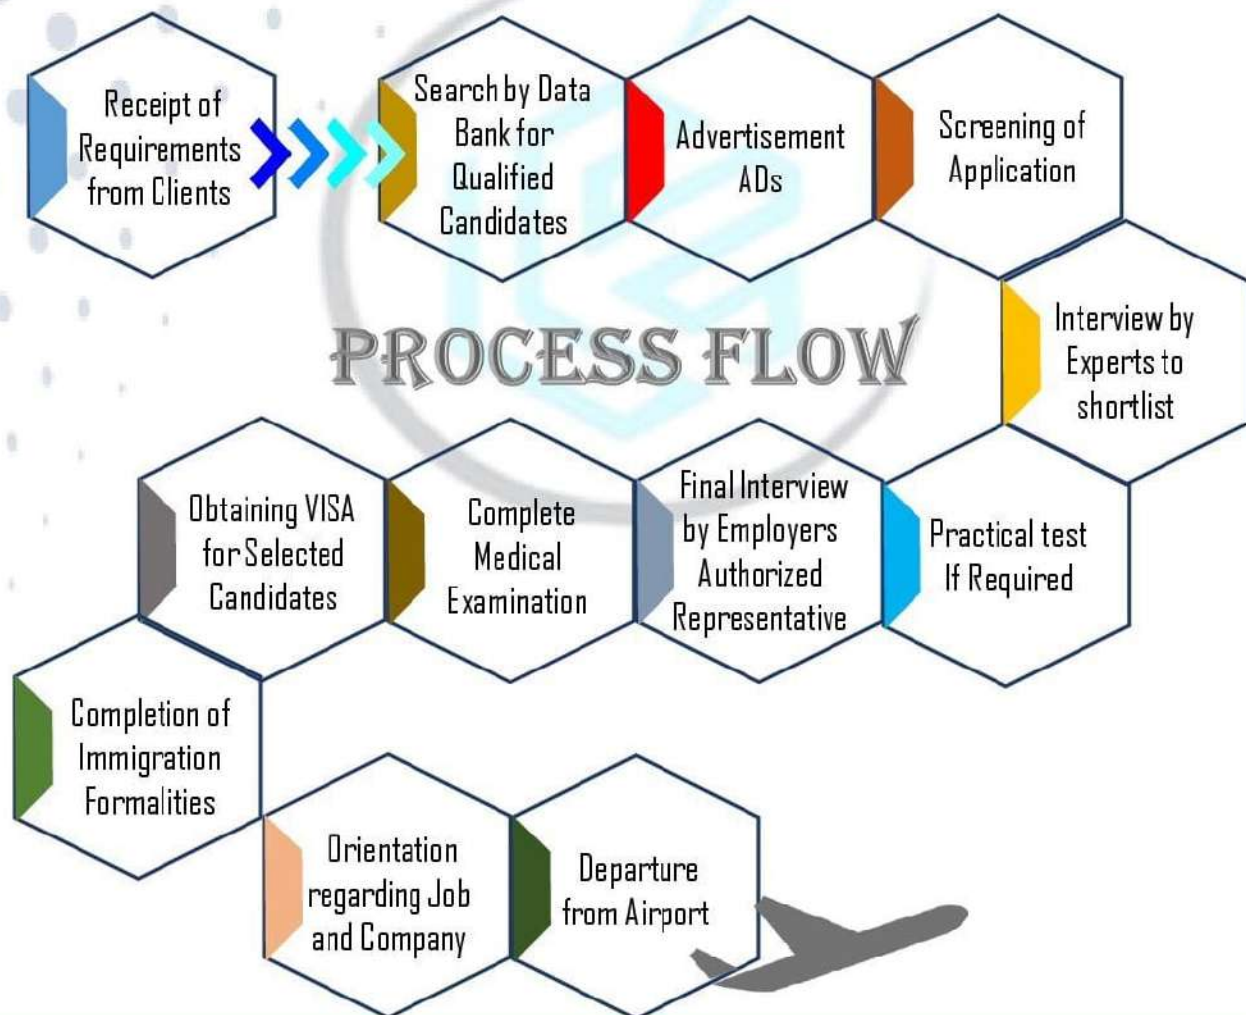 Receipt of
Requirements
from Clients
Search by Data
Bank for
Qualified
Candidates
Advertisement
ADs
Screening of
Application
PROCESS FLOW
Interview by
Experts to
shortlist
Practical test
If Required
Final Interview
by Employers
Authorized
Representative
Complete
Medical
Examination
Obtaining VISA
for Selected
Candidates
Completion of
Immigration
Formalities
Orientation
regarding Job
and Company
Departure
from Airport